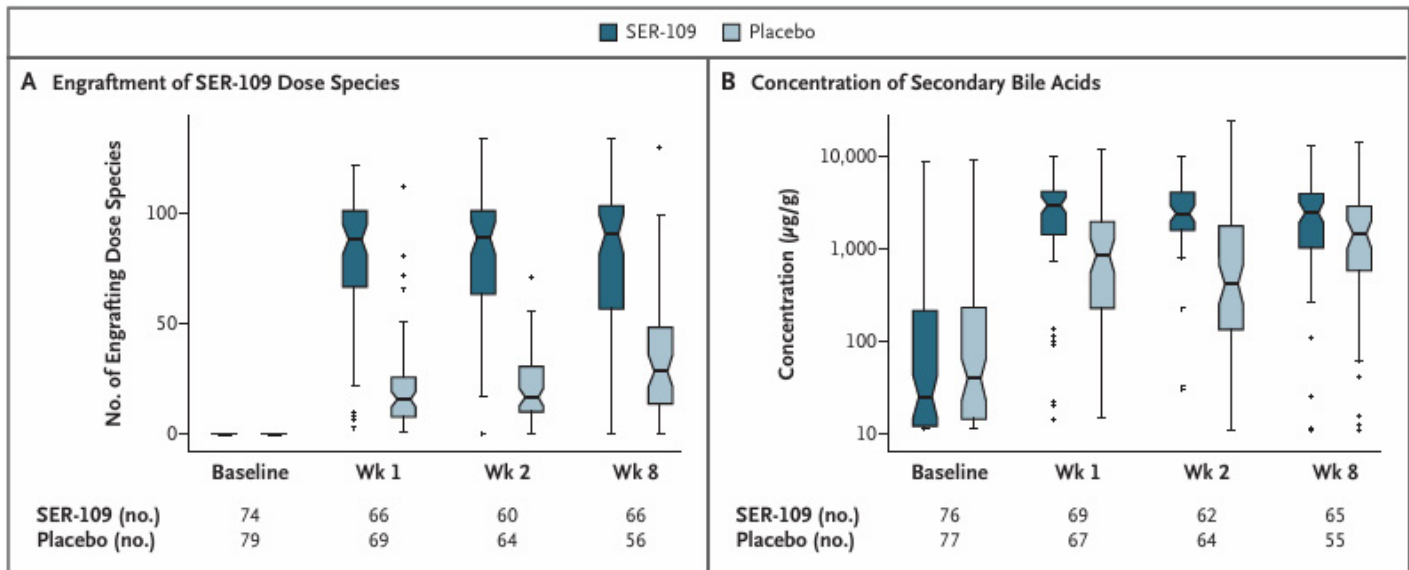 SER-109 Placebo
A Engraftment of SER-109 Dose Species
No. of Engrafting Dose Species
100
50
0
Baseline Wk 1 Wk 2 Wk 8
SER-109 (no.) 74 66 60 66
Placebo (no.) 79 69 64 56
B Concentration of Secondary Bile Acids
Concentration (µg/g)
10,000
1,000
100
10
Baseline Wk 1 Wk 2 Wk 8
SER-109 (no.) 76 69 62 65
Placebo (no.) 77 67 64 55